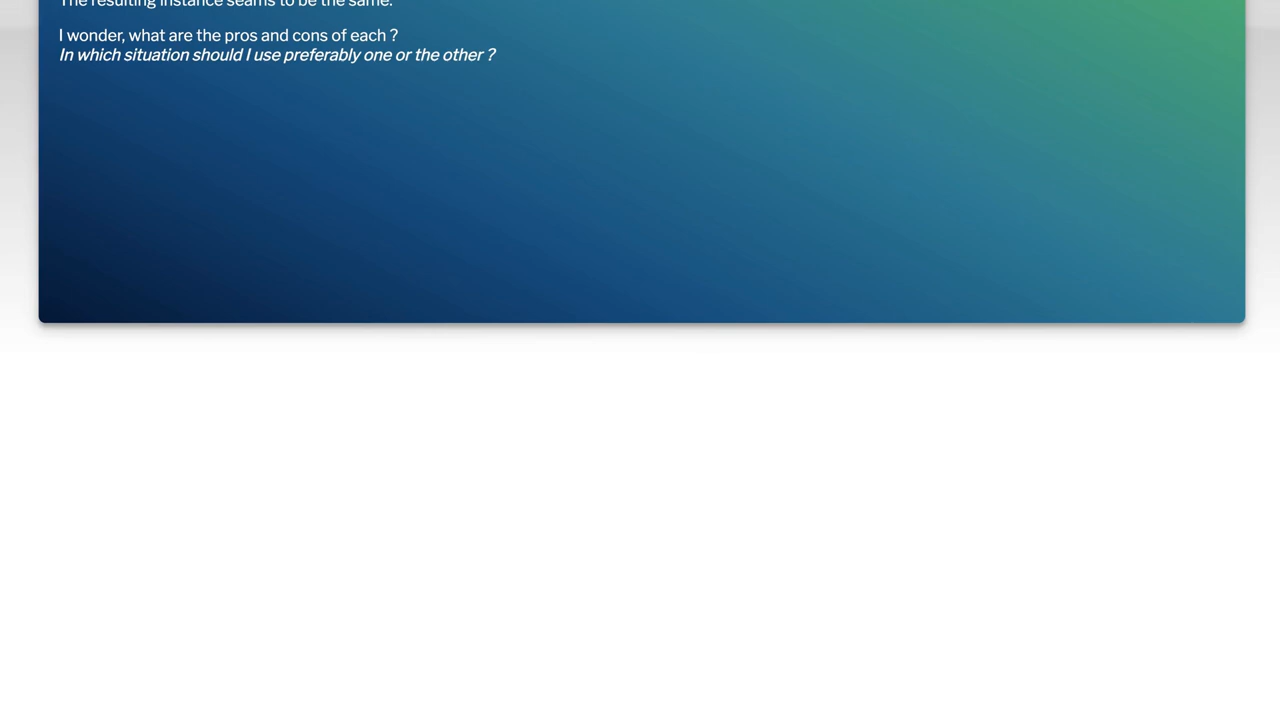 The resulting instance seams to be the same.
I wonder, what are the pros and cons of each ?
In which situation should I use preferably one or the other ?